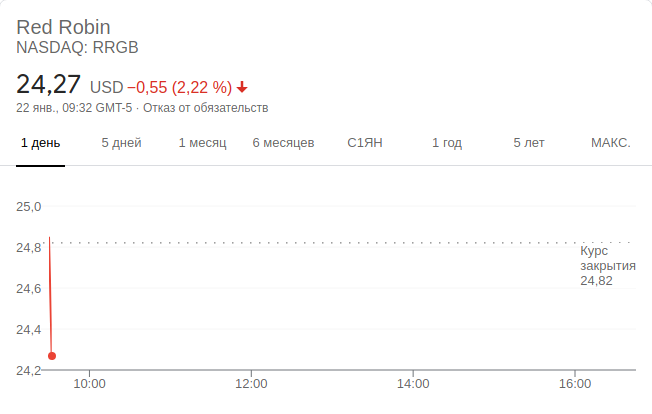 Red Robin
NASDAQ: RRGB
24,27 USD −0,55 (2,22 %)
22 янв., 09:32 GMT-5 · Отказ от обязательств
1 день 5 дней 1 месяц 6 месяцев С1ЯН 1 год 5 лет МАКС.
25,0
24,8
Курс
закрытия
24,82
24,6
24,4
24,2
10:00 12:00 14:00 16:00